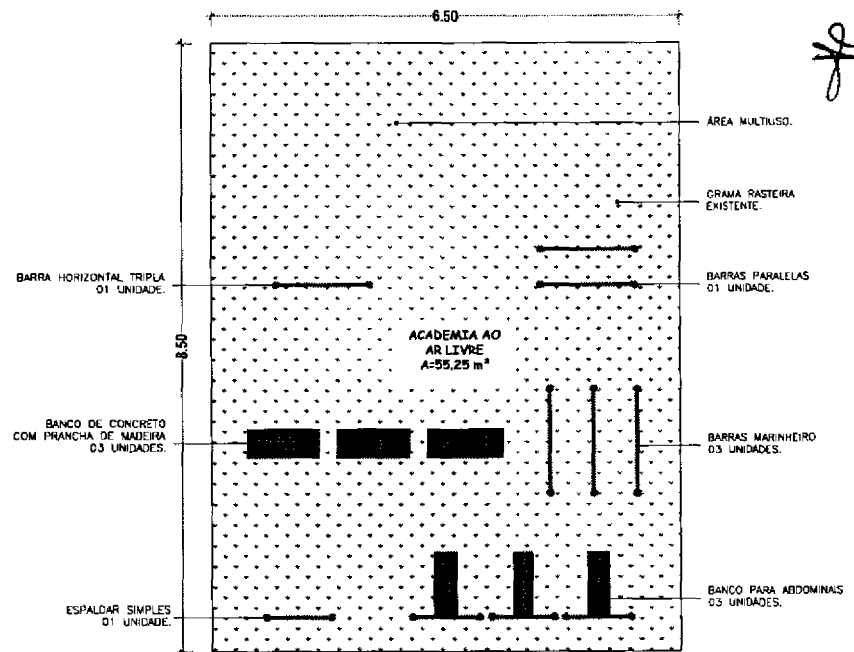 6.50
ÁREA MULTIUSO.
GRAMA RASTEIRA
EXISTENTE.
BARRA HORIZONTAL TRIPLA
01 UNIDADE.
BARRAS PARALELAS
01 UNIDADE.
8.50
ACADEMIA AO
AR LIVRE
A=55,25 m²
BANCO DE CONCRETO
COM PRANCHA DE MADEIRA
03 UNIDADES.
BARRAS MARINHEIRO
03 UNIDADES.
ESPALDAR SIMPLES
01 UNIDADE.
BANCO PARA ABDOMINAIS
03 UNIDADES.